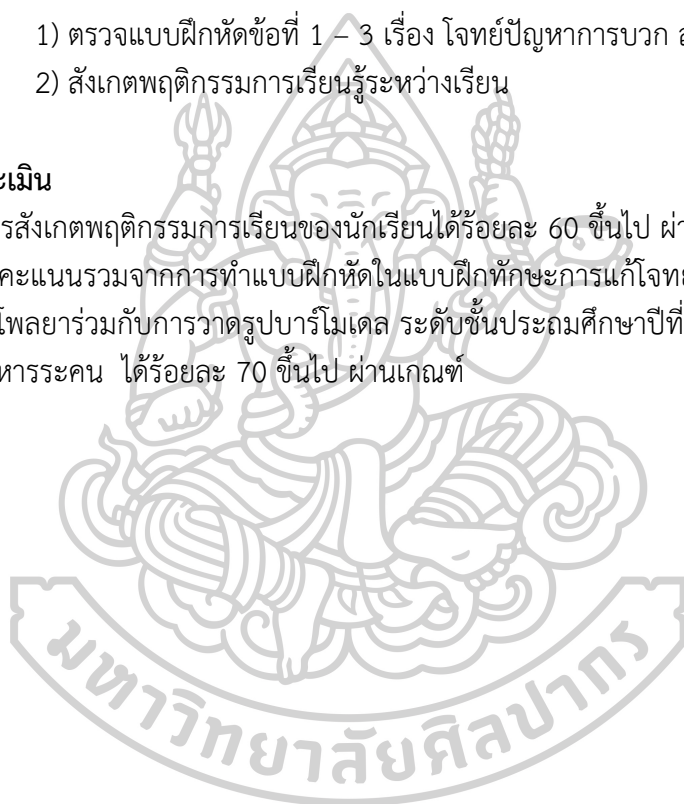 1) ตรวจแบบฝึกหัดข้อที่ 1 – 3 เรื่อง โจทย์ปัญหาการบวก
2) สังเกตพฤติกรรมการเรียนรู้ระหว่างเรียน
ะเมิน
รสังเกตพฤติกรรมการเรียนของนักเรียนได้ร้อยละ 60 ขึ้นไป ผ่า
คะแนนรวมจากการทำแบบฝึกหัดในแบบฝึกทักษะการแก้โจทย
โพลยาร่วมกับการวาดรูปบาร์โมเดล ระดับชั้นประถมศึกษาปีที่
หารระคน ได้ร้อยละ 70 ขึ้นไป ผ่านเกณฑ์
มหาวิทยาลัยศิลปากร